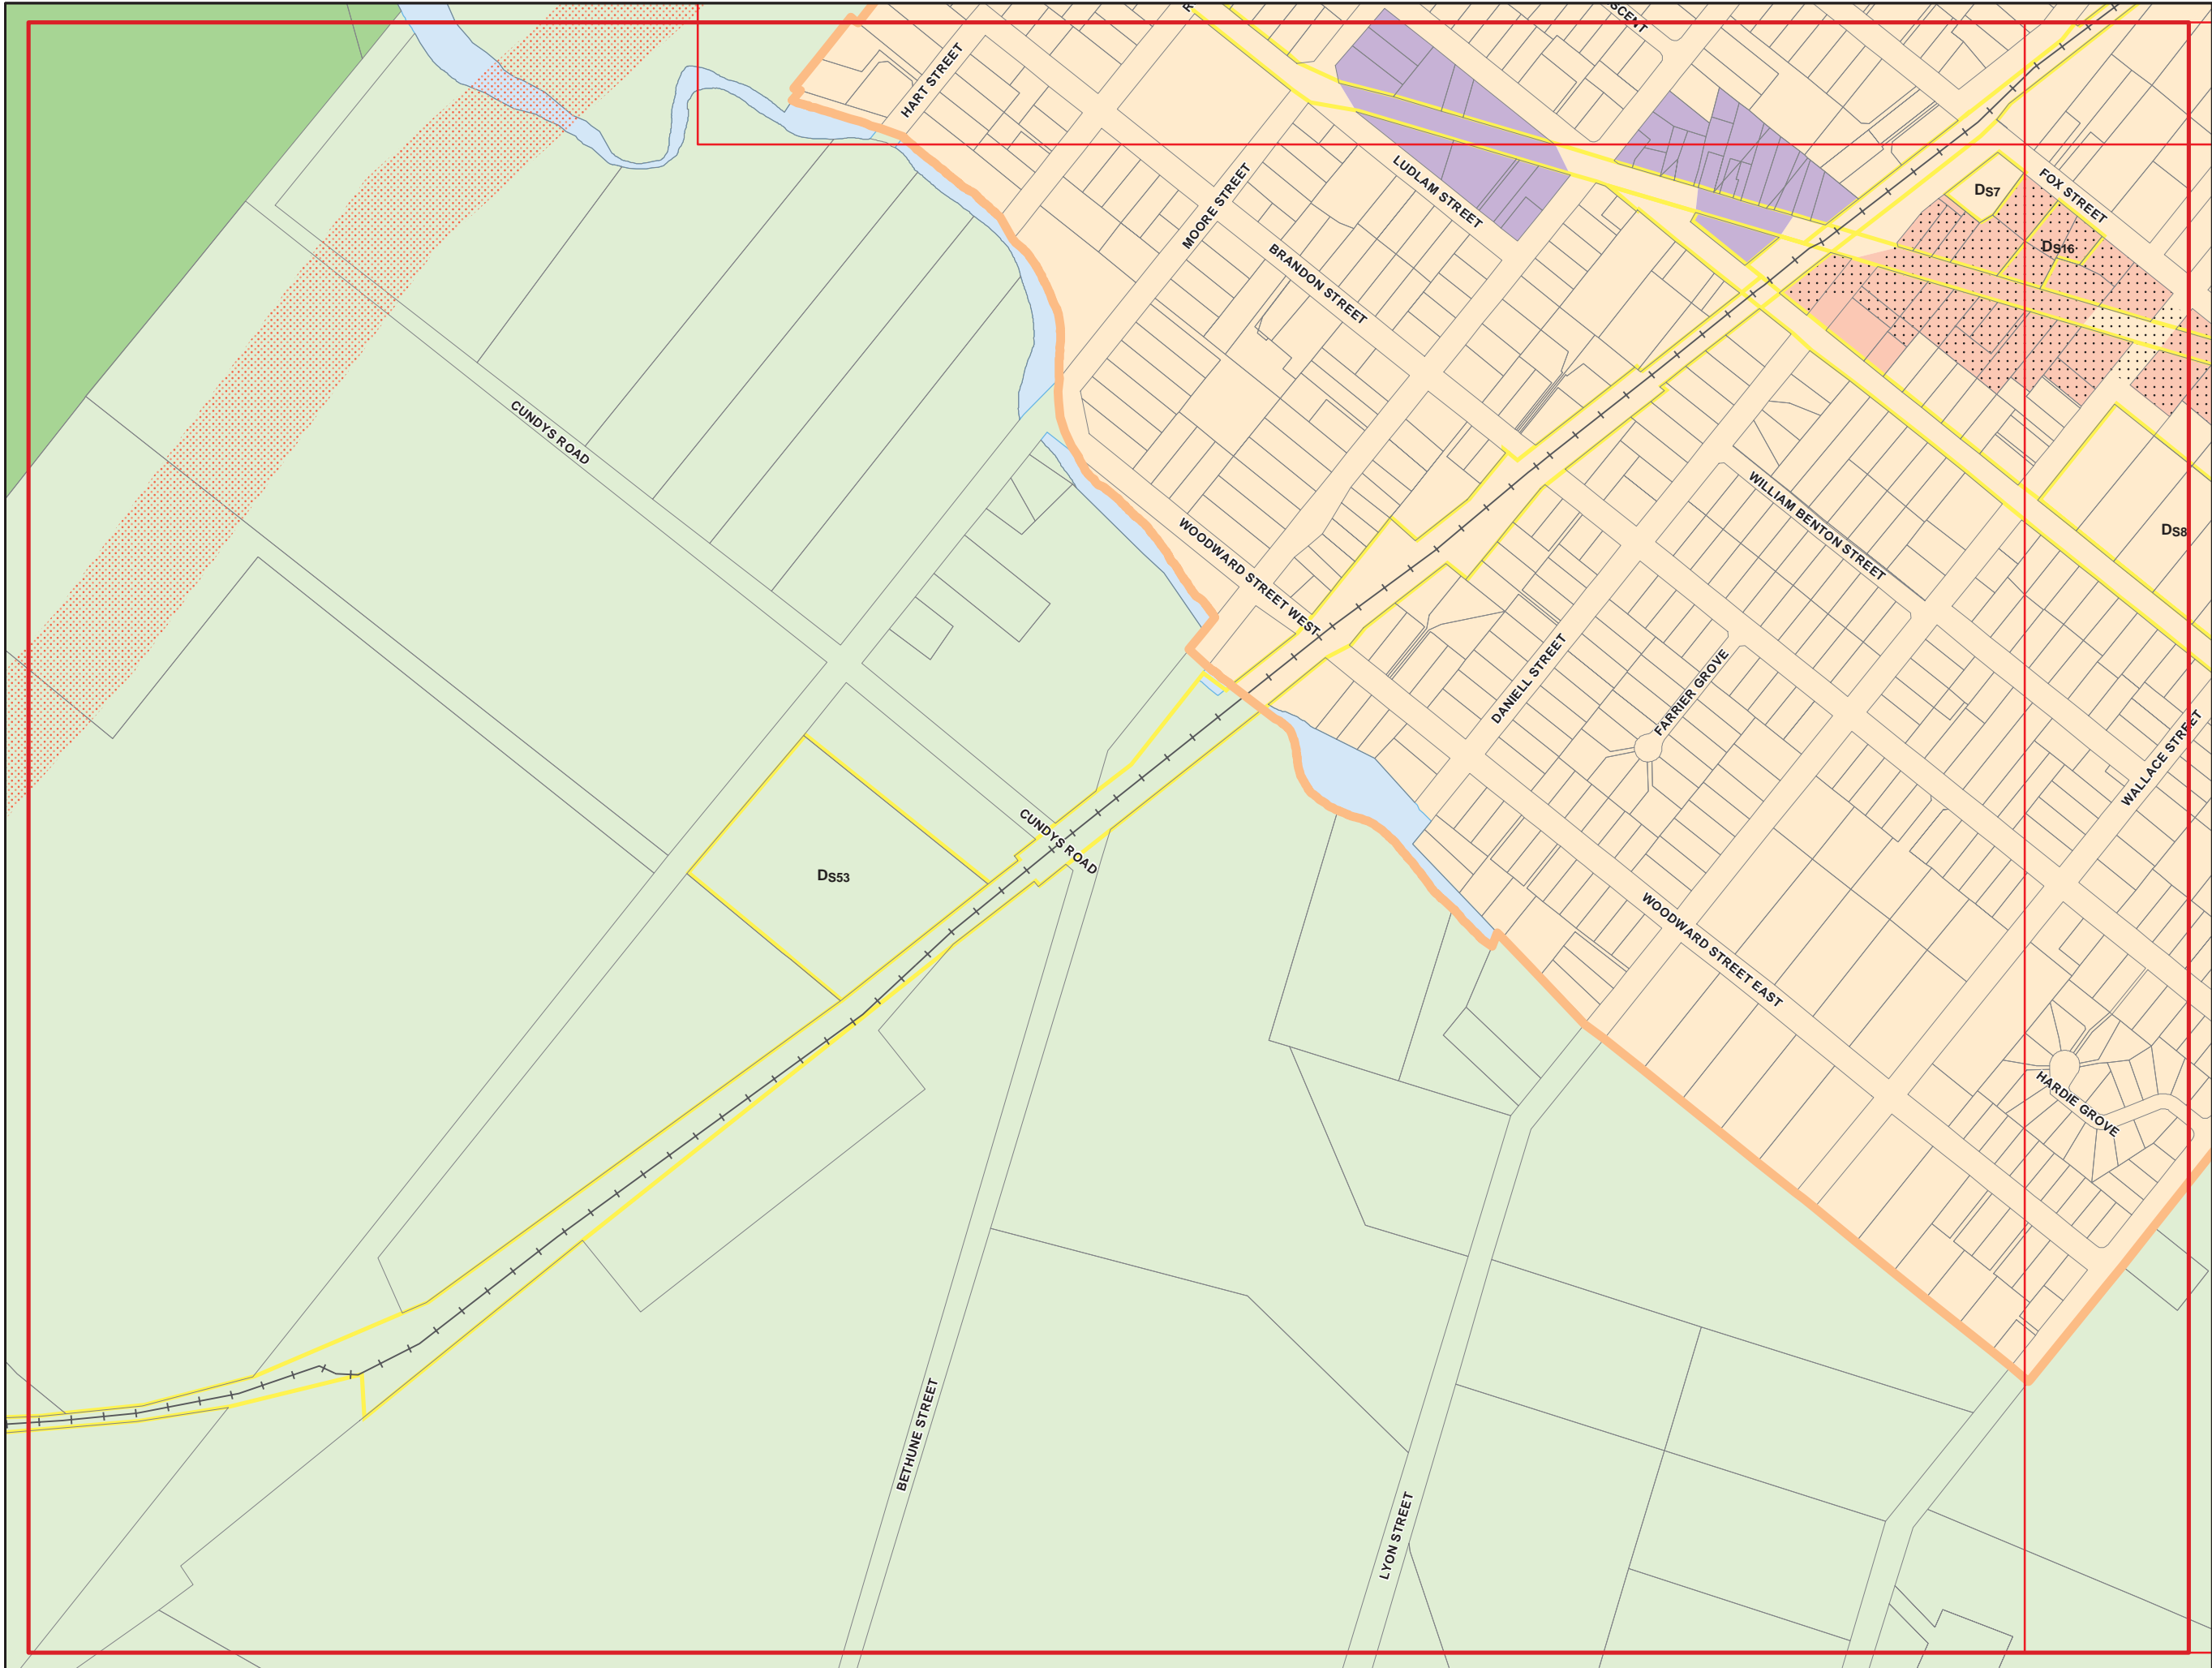 SCENT
HART STREET
LUDLAM STREET
DS7
FOX STREET
MOORE STREET
DS16
BRANDON STREET
CUNDYS ROAD
WILLIAM BENTON STREET
DS8
WOODWARD STREET WEST
DANIELL STREET
FARRIER GROVE
WALLACE STREET
CUNDYS ROAD
DS53
WOODWARD STREET EAST
HARDIE GROVE
BETHUNE STREET
LYON STREET